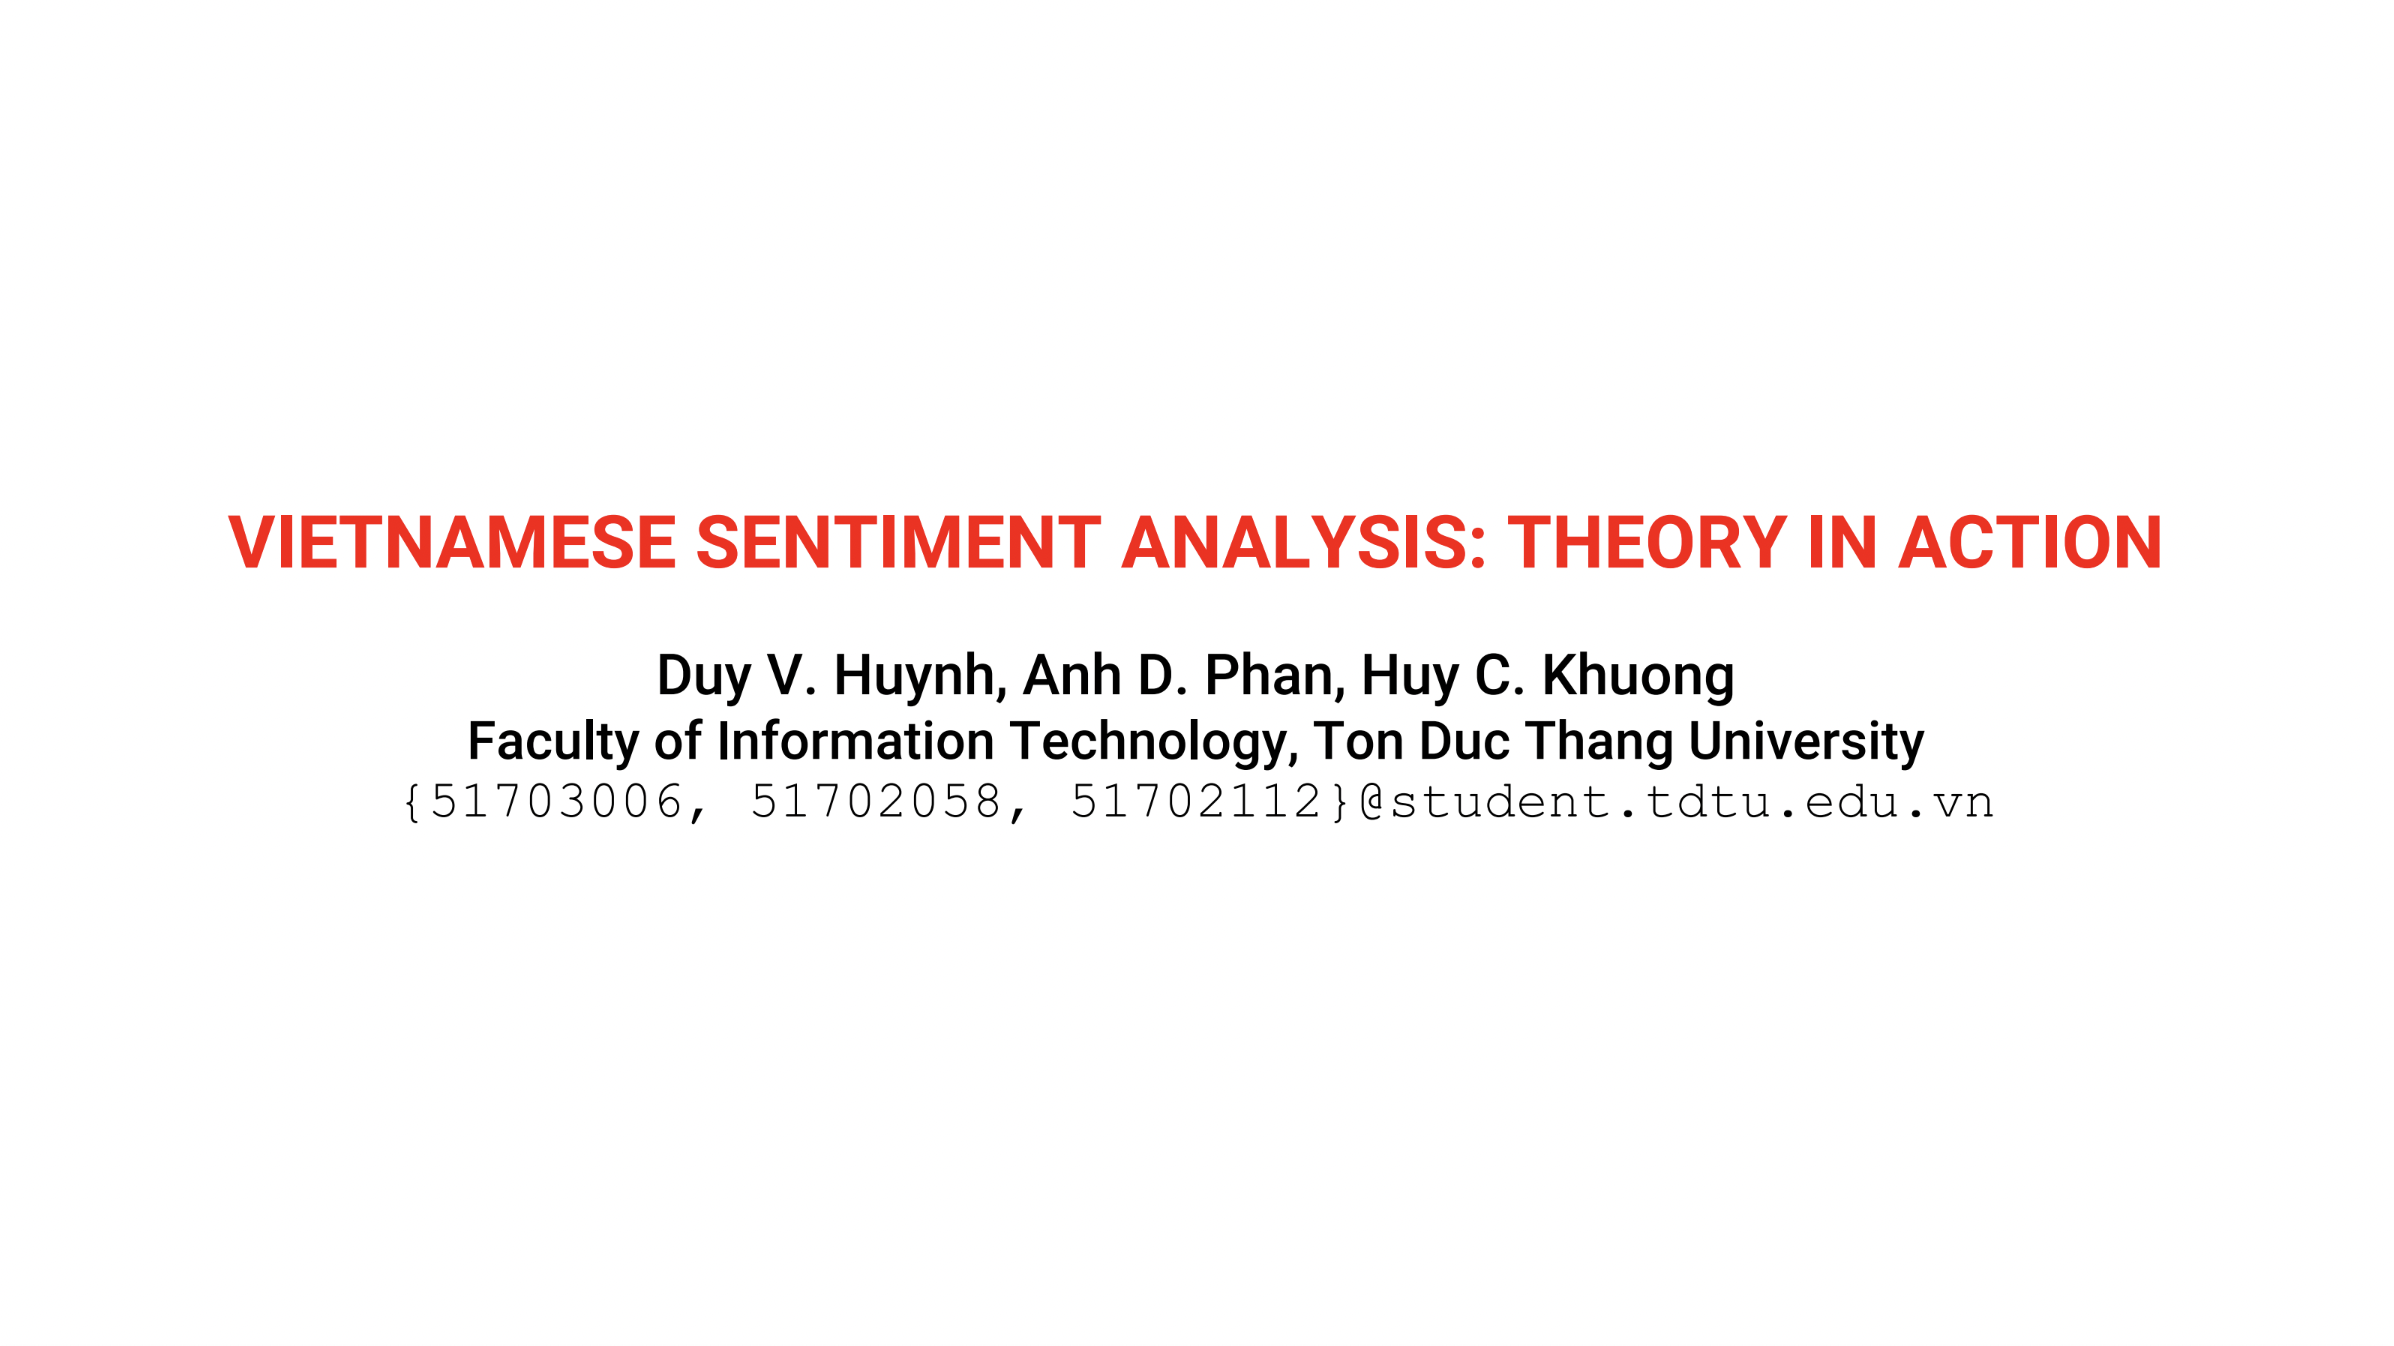 VIETNAMESE SENTIMENT ANALYSIS: THEORY IN ACTION
Duy V. Huynh, Anh D. Phan, Huy C. Khuong
Faculty of Information Technology, Ton Duc Thang University
{51703006, 51702058, 51702112}@student.tdtu.edu.vn